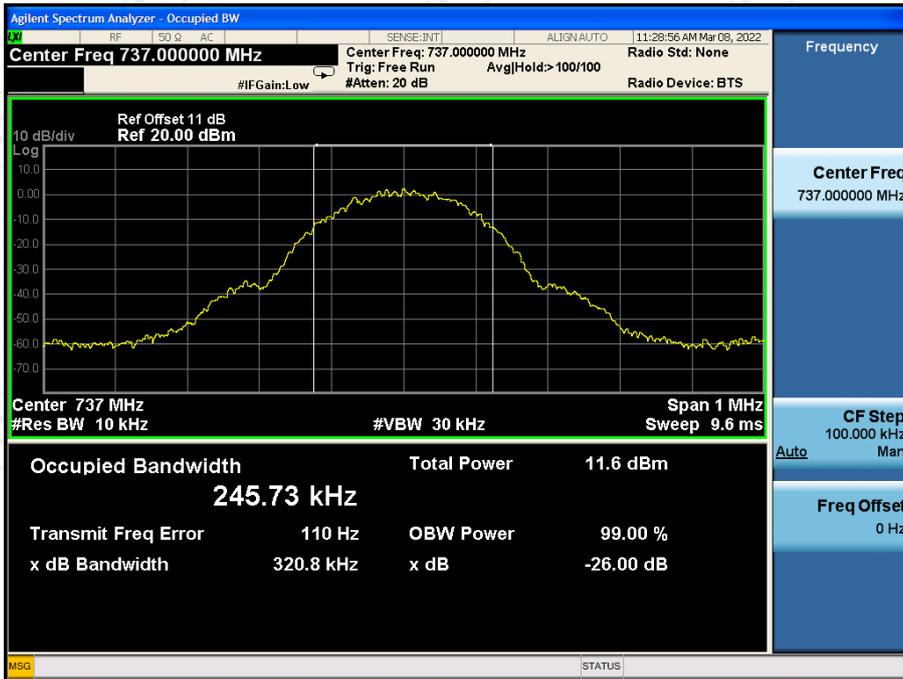 Agilent Spectrum Analyzer - Occupied BW
LXI RF 50 Ω AC SENSE:INT ALIGN AUTO 11:28:56 AM Mar 08, 2022
Center Freq 737.000000 MHz
Center Freq: 737.000000 MHz Radio Std: None
Trig: Free Run Avg|Hold:>100/100
#IFGain:Low #Atten: 20 dB Radio Device: BTS
Ref Offset 11 dB
10 dB/div Ref 20.00 dBm
Log
10.0
0.00
-10.0
-20.0
-30.0
-40.0
-50.0
-60.0
-70.0
Center 737 MHz Span 1 MHz
#Res BW 10 kHz #VBW 30 kHz Sweep 9.6 ms
Occupied Bandwidth Total Power 11.6 dBm
245.73 kHz
Transmit Freq Error 110 Hz OBW Power 99.00 %
x dB Bandwidth 320.8 kHz x dB -26.00 dB
MSG STATUS
Frequency
Center Freq
737.000000 MHz
CF Step
100.000 kHz
Auto Man
Freq Offset
0 Hz